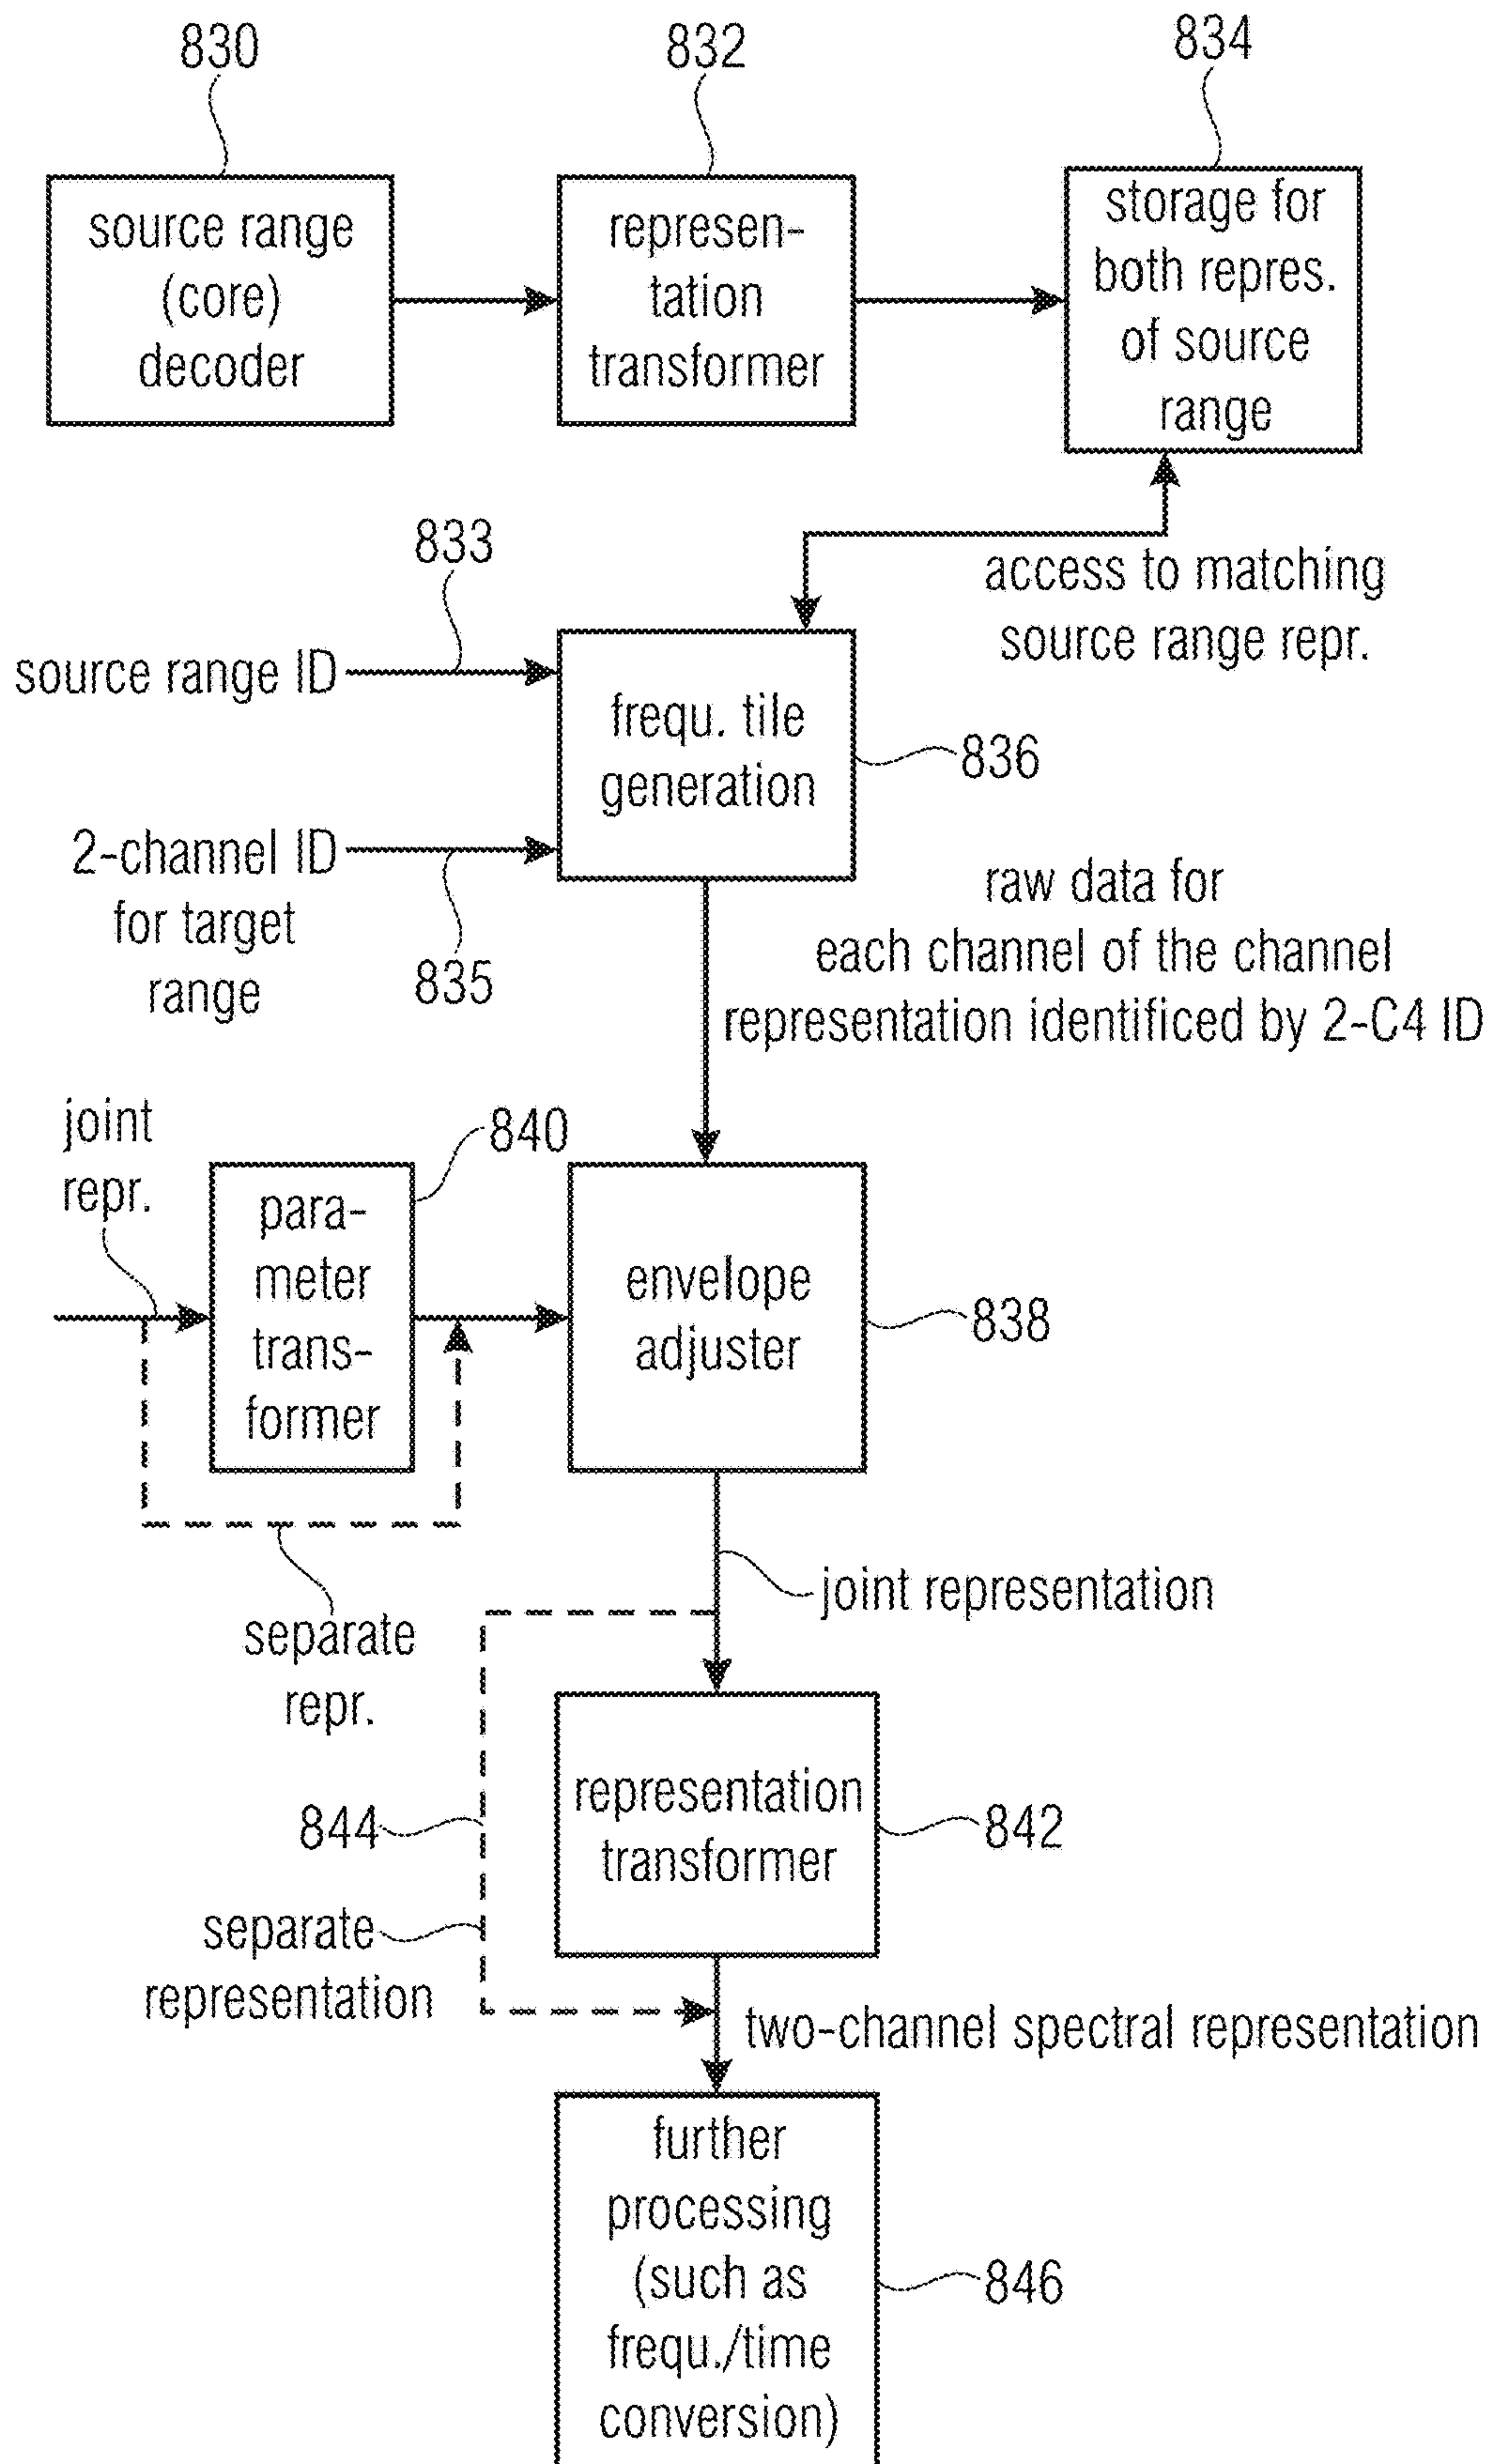 830
832
834
source range
(core)
decoder
represen-
tation
transformer
storage for
both repres.
of source
range
833
access to matching
source range repr.
source range ID
frequ. tile
generation
836
2-channel ID
for target
range
835
raw data for
each channel of the channel
representation identificed by 2-C4 ID
joint
repr.
840
para-
meter
trans-
former
envelope
adjuster
838
separate
repr.
joint representation
844
representation
transformer
842
separate
representation
two-channel spectral representation
further
processing
(such as
frequ./time
conversion)
846